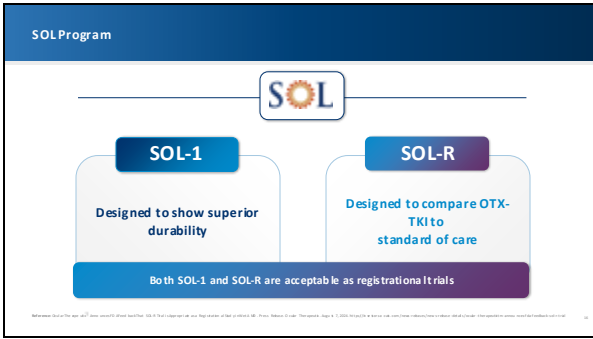 SOL Program
SOL
SOL-1
SOL-R
Designed to show superior
durability
Designed to compare OTX-
TKI to
standard of care
Both SOL-1 and SOL-R are acceptable as registrational trials
Reference: